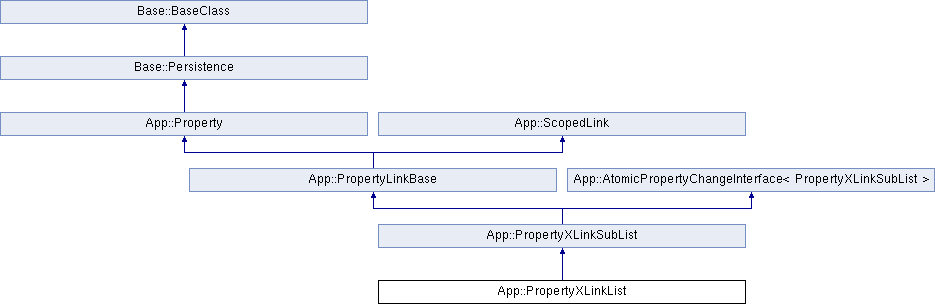 Base::BaseClass
Base::Persistence
App::Property
App::ScopedLink
App::PropertyLinkBase
App::AtomicPropertyChangeInterface< PropertyXLinkSubList >
App::PropertyXLinkSubList
App::PropertyXLinkList